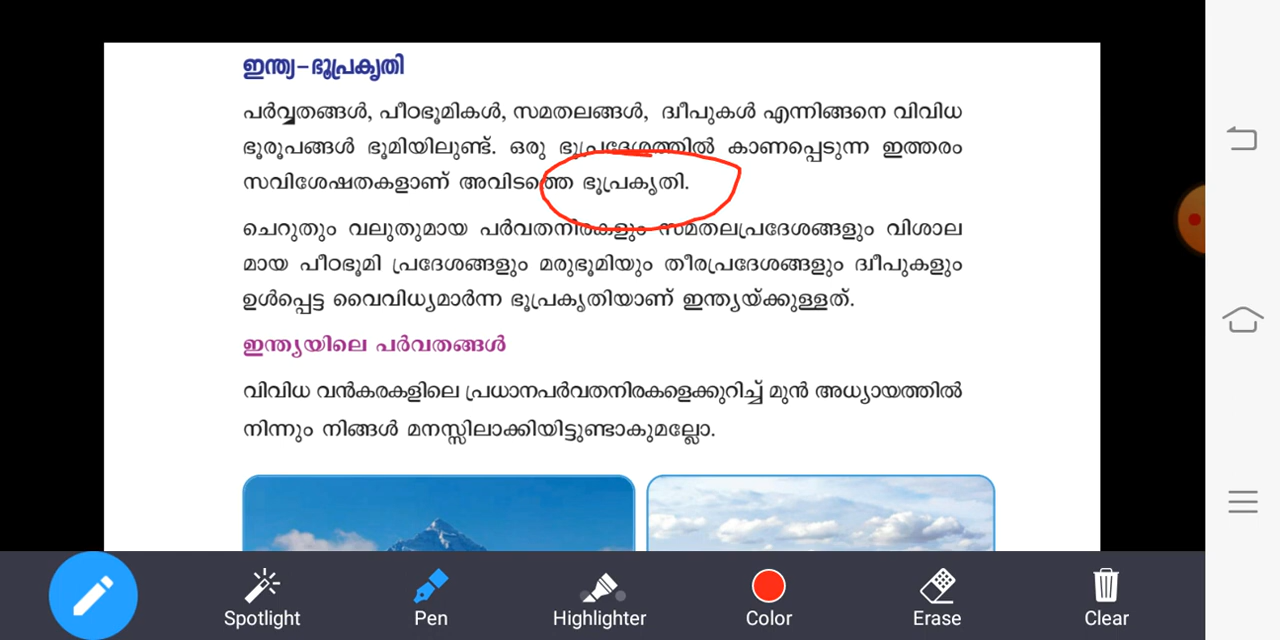 ഇന്ത്യ-ഭൂപ്രകൃതി
പർവ്വതങ്ങൾ, പീഠഭൂമികൾ, സമതലങ്ങൾ, ദ്വീപുകൾ എന്നിങ്ങനെ വിവിധ
ഭൂരൂപങ്ങൾ ഭൂമിയിലുണ്ട്. ഒരു ഭൂപ്രദേശത്തിൽ കാണപ്പെടുന്ന ഇത്തരം
സവിശേഷതകളാണ് അവിടത്തെ ഭൂപ്രകൃതി.
ചെറുതും വലുതുമായ പർവതനിരകളും സമതലപ്രദേശങ്ങളും വിശാല
മായ പീഠഭൂമി പ്രദേശങ്ങളും മരുഭൂമിയും തീരപ്രദേശങ്ങളും ദ്വീപുകളും
ഉൾപ്പെട്ട വൈവിധ്യമാർന്ന ഭൂപ്രകൃതിയാണ് ഇന്ത്യയ്ക്കുള്ളത്.
ഇന്ത്യയിലെ പർവതങ്ങൾ
വിവിധ വൻകരകളിലെ പ്രധാനപർവതനിരകളെക്കുറിച്ച് മുൻ അധ്യായത്തിൽ
നിന്നും നിങ്ങൾ മനസ്സിലാക്കിയിട്ടുണ്ടാകുമല്ലോ.
Spotlight Pen Highlighter Color Erase Clear